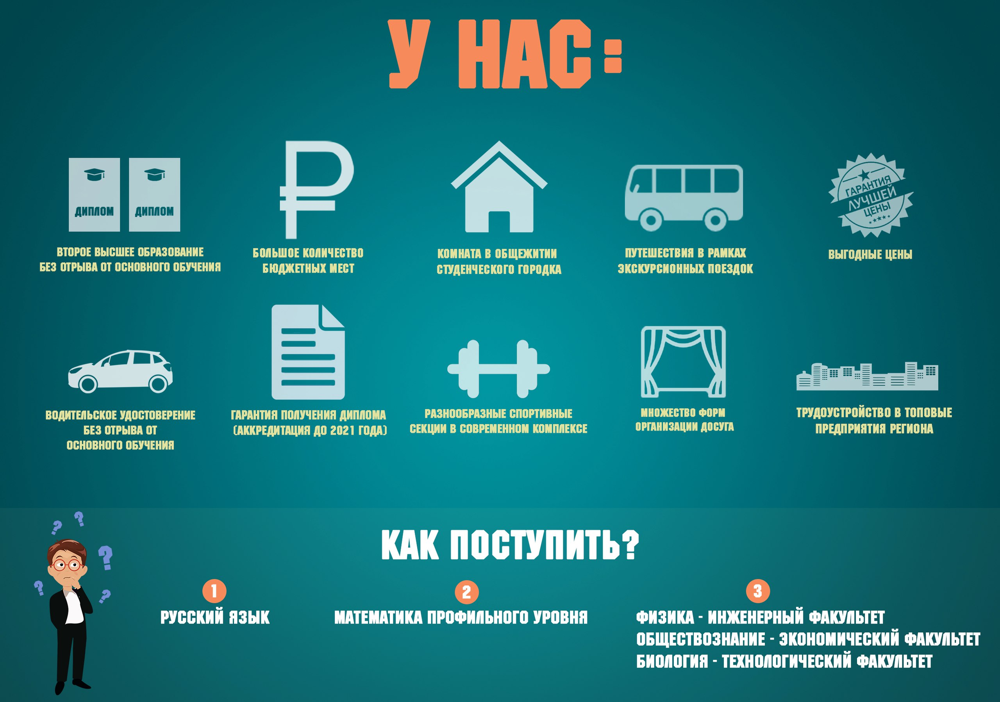 У НАС:
ДИПЛОМ
ДИПЛОМ
ВТОРОЕ ВЫСШЕЕ ОБРАЗОВАНИЕ
БЕЗ ОТРЫВА ОТ ОСНОВНОГО ОБУЧЕНИЯ
БОЛЬШОЕ КОЛИЧЕСТВО
БЮДЖЕТНЫХ МЕСТ
КОМНАТА В ОБЩЕЖИТИИ
СТУДЕНЧЕСКОГО ГОРОДКА
ПУТЕШЕСТВИЯ В РАМКАХ
ЭКСКУРСИОННЫХ ПОЕЗДОК
ГАРАНТИЯ
ЛУЧШЕЙ
ЦЕНЫ
ВЫГОДНЫЕ ЦЕНЫ
ВОДИТЕЛЬСКОЕ УДОСТОВЕРЕНИЕ
БЕЗ ОТРЫВА ОТ
ОСНОВНОГО ОБУЧЕНИЯ
ГАРАНТИЯ ПОЛУЧЕНИЯ ДИПЛОМА
(АККРЕДИТАЦИЯ ДО 2021 ГОДА)
РАЗНООБРАЗНЫЕ СПОРТИВНЫЕ
СЕКЦИИ В СОВРЕМЕННОМ КОМПЛЕКСЕ
МНОЖЕСТВО ФОРМ
ОРГАНИЗАЦИИ ДОСУГА
ТРУДОУСТРОЙСТВО В ТОПОВЫЕ
ПРЕДПРИЯТИЯ РЕГИОНА
? ? ? ? ?
КАК ПОСТУПИТЬ?
1
РУССКИЙ ЯЗЫК
2
МАТЕМАТИКА ПРОФИЛЬНОГО УРОВНЯ
3
ФИЗИКА - ИНЖЕНЕРНЫЙ ФАКУЛЬТЕТ
ОБЩЕСТВОЗНАНИЕ - ЭКОНОМИЧЕСКИЙ ФАКУЛЬТЕТ
БИОЛОГИЯ - ТЕХНОЛОГИЧЕСКИЙ ФАКУЛЬТЕТ